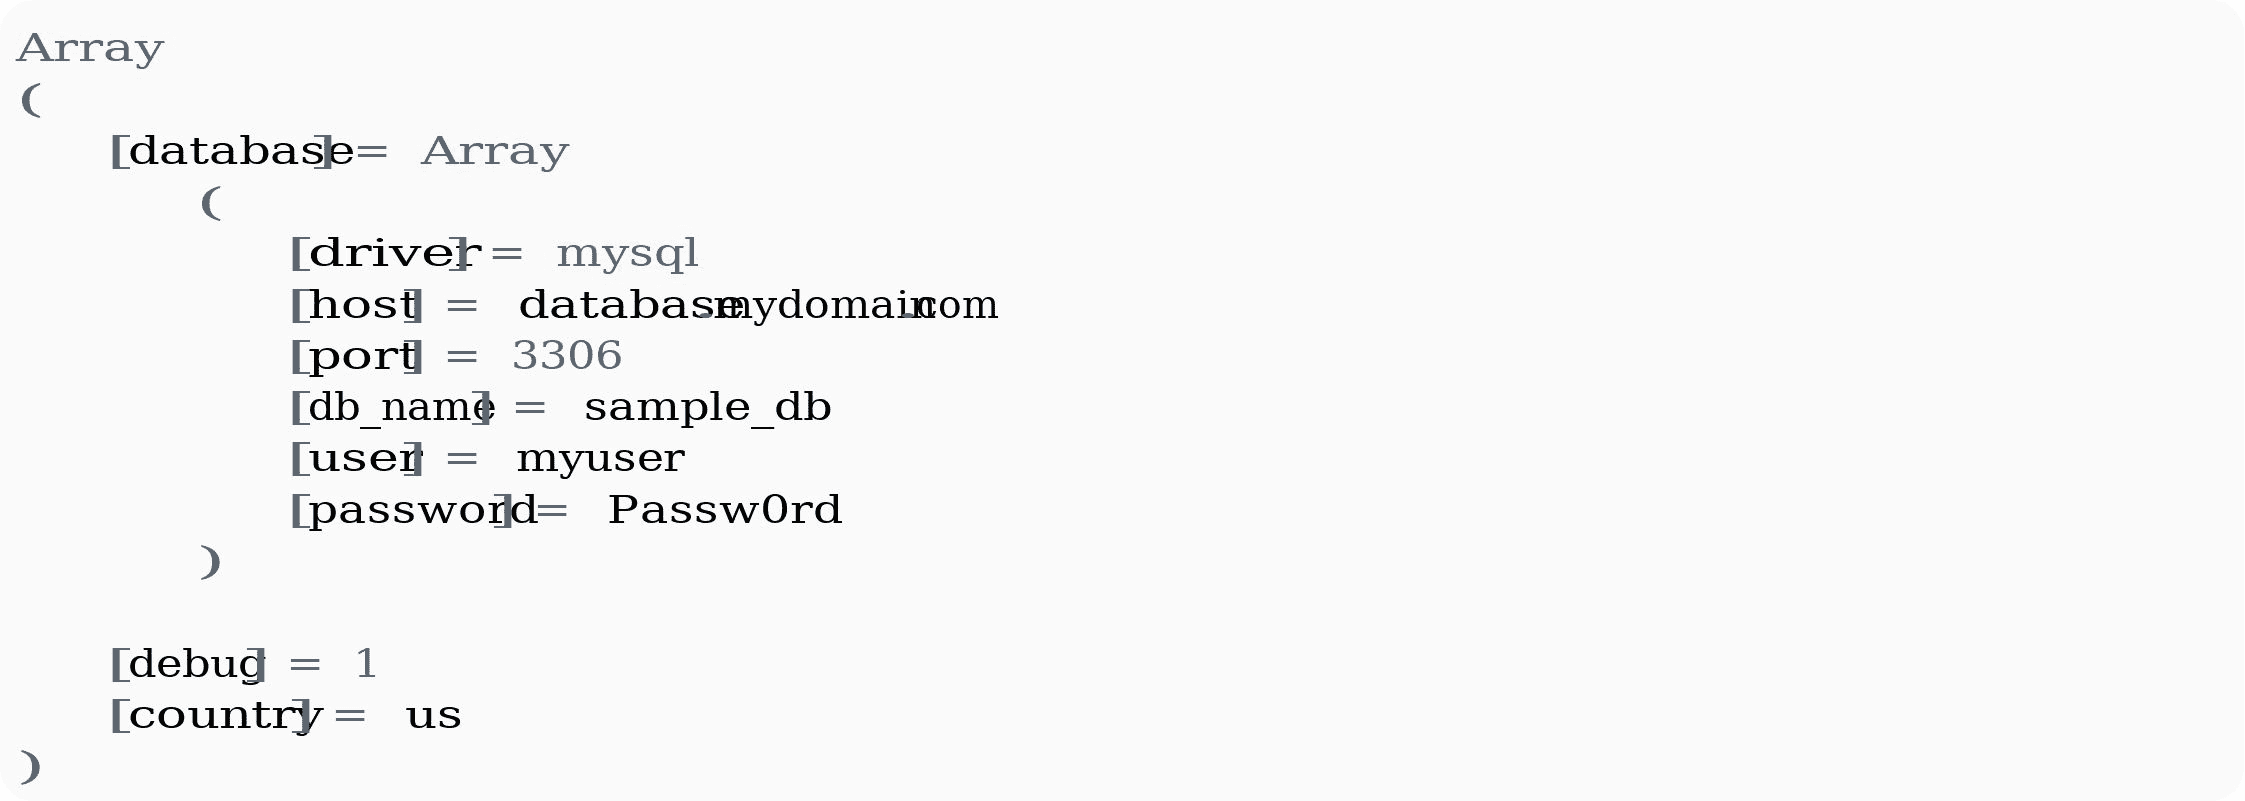 Array
(
[database] = Array
(
[driver] = mysql
[host] = database.mydomain.com
[port] = 3306
[db_name] = sample_db
[user] = myuser
[password] = Passw0rd
)
[debug] = 1
[country] = us
)